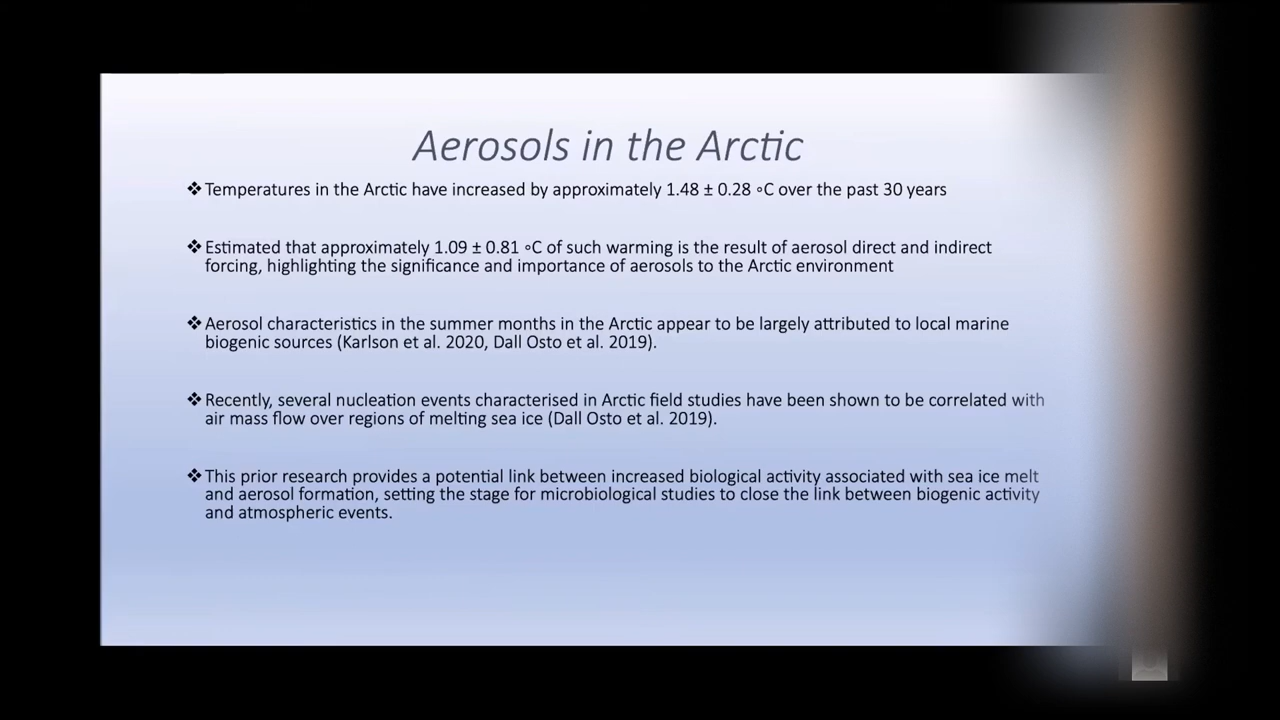 Aerosols in the Arctic
❖Temperatures in the Arctic have increased by approximately 1.48 ± 0.28 ∘C over the past 30 years
❖Estimated that approximately 1.09 ± 0.81 ∘C of such warming is the result of aerosol direct and indirect
forcing, highlighting the significance and importance of aerosols to the Arctic environment
❖Aerosol characteristics in the summer months in the Arctic appear to be largely attributed to local marine
biogenic sources (Karlson et al. 2020, Dall Osto et al. 2019).
❖Recently, several nucleation events characterised in Arctic field studies have been shown to be correlated with
air mass flow over regions of melting sea ice (Dall Osto et al. 2019).
❖This prior research provides a potential link between increased biological activity associated with sea ice melt
and aerosol formation, setting the stage for microbiological studies to close the link between biogenic activity
and atmospheric events.